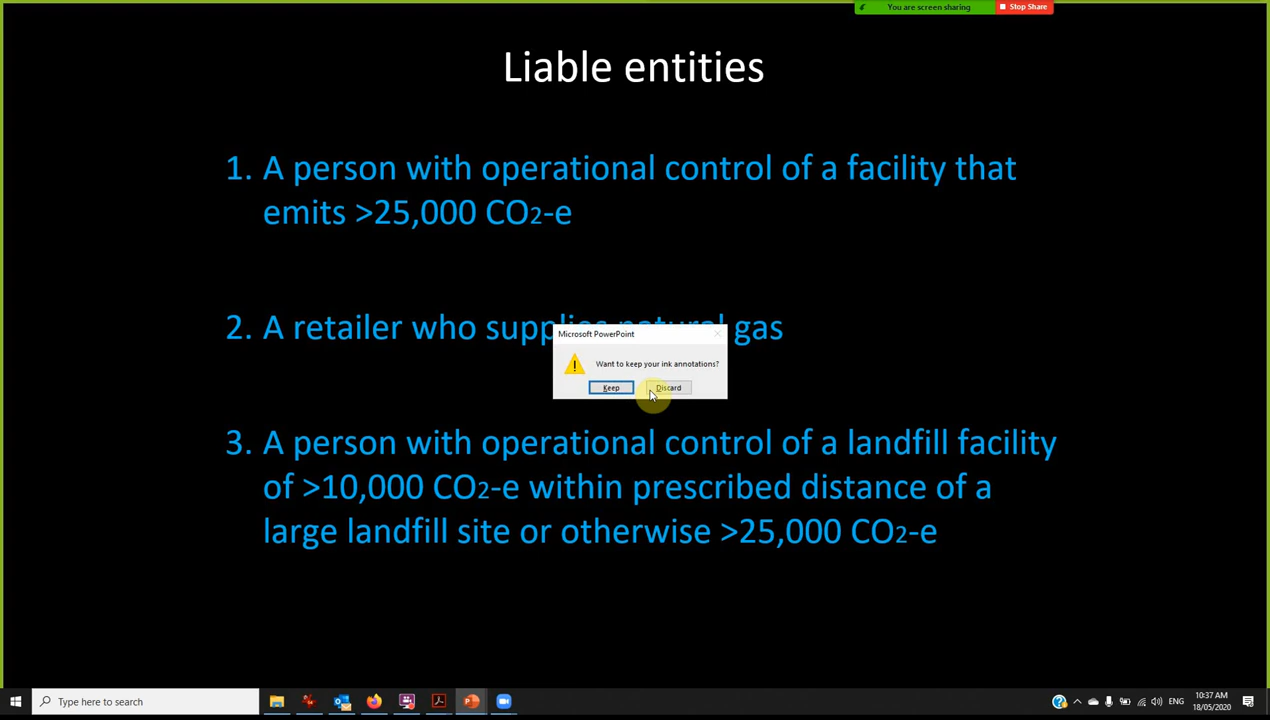 You are screen sharing
Stop Share
Liable entities
1. A person with operational control of a facility that
emits >25,000 CO2-e
2. A retailer who supplies natural gas
Microsoft PowerPoint
Want to keep your ink annotations?
Keep
Discard
3. A person with operational control of a landfill facility
of >10,000 CO2-e within prescribed distance of a
large landfill site or otherwise >25,000 CO2-e
Type here to search
ENG
10:37 AM
18/05/2020